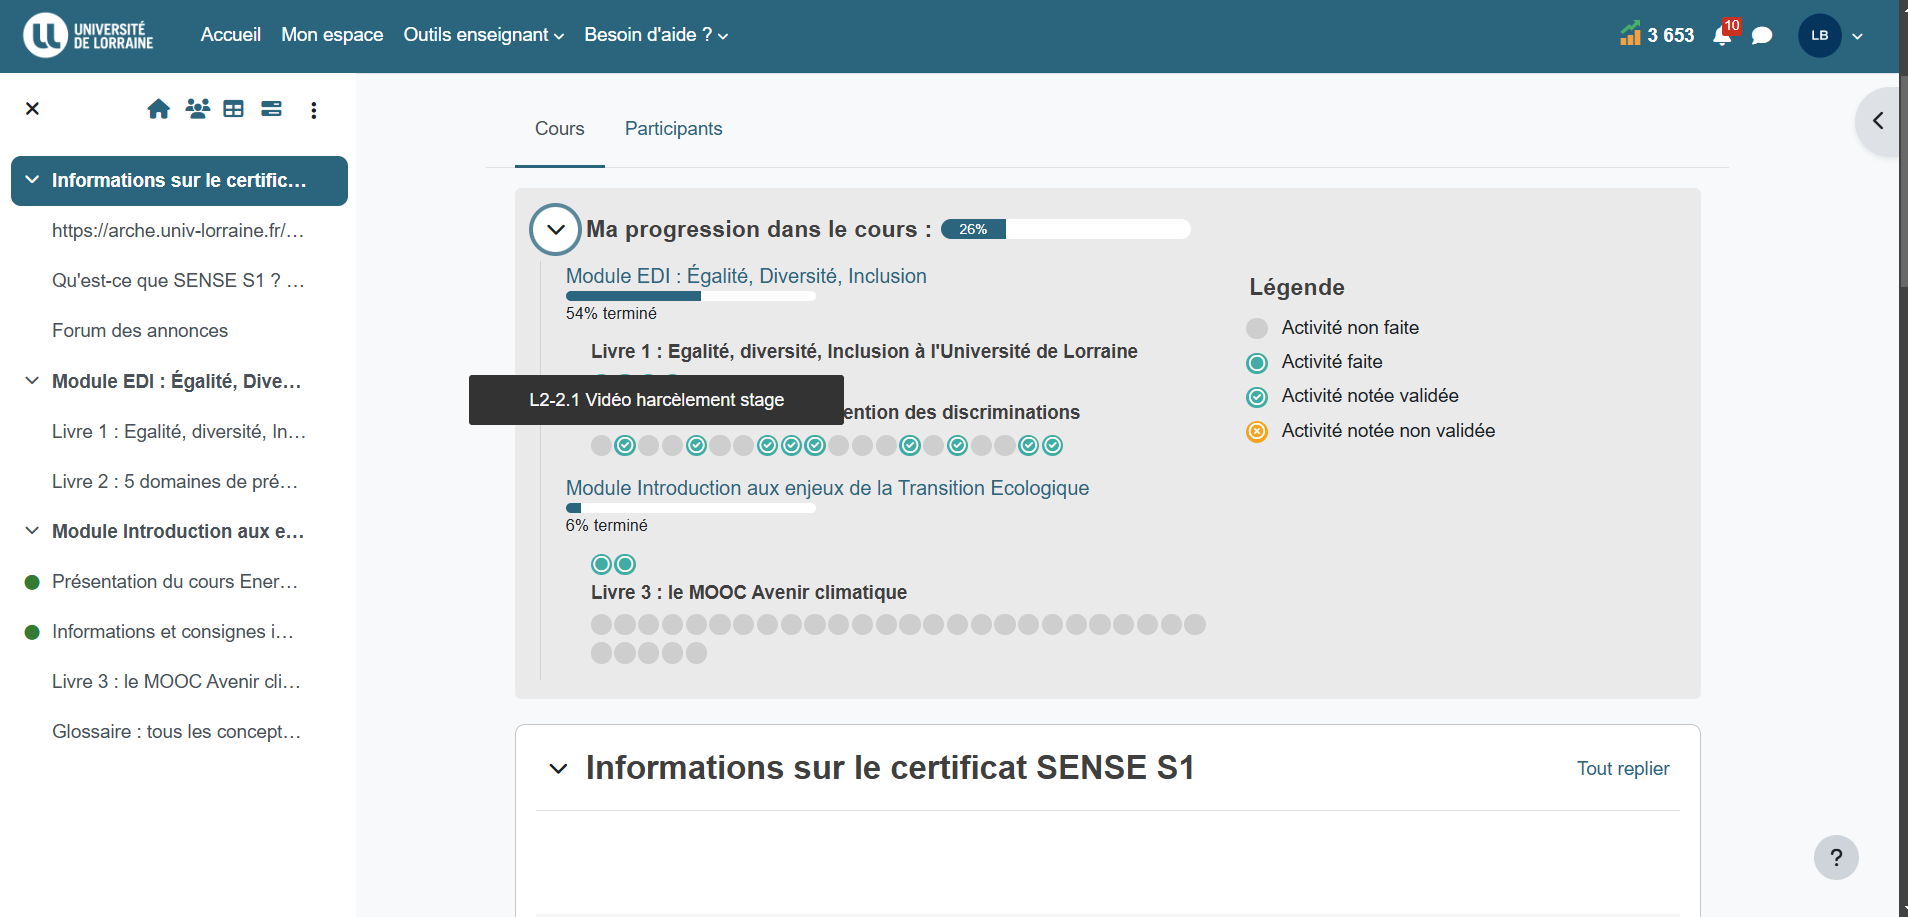 UNIVERSITÉ
DE LORRAINE
Accueil
Mon espace
Outils enseignant
Besoin d'aide ?
3 653
10
LB
Informations sur le certific...
https://arche.univ-lorraine.fr/...
Qu'est-ce que SENSE S1 ? ...
Forum des annonces
Module EDI : Égalité, Dive...
Livre 1 : Egalité, diversité, In...
Livre 2 : 5 domaines de pré...
Module Introduction aux e...
Présentation du cours Ener...
Informations et consignes i...
Livre 3 : le MOOC Avenir cli...
Glossaire : tous les concept...
Cours
Participants
Ma progression dans le cours :
26%
Module EDI : Égalité, Diversité, Inclusion
54% terminé
Livre 1 : Egalité, diversité, Inclusion à l'Université de Lorraine
L2-2.1 Vidéo harcèlement stage
ention des discriminations
Module Introduction aux enjeux de la Transition Ecologique
6% terminé
Livre 3 : le MOOC Avenir climatique
Légende
Activité non faite
Activité faite
Activité notée validée
Activité notée non validée
Informations sur le certificat SENSE S1
Tout replier
?